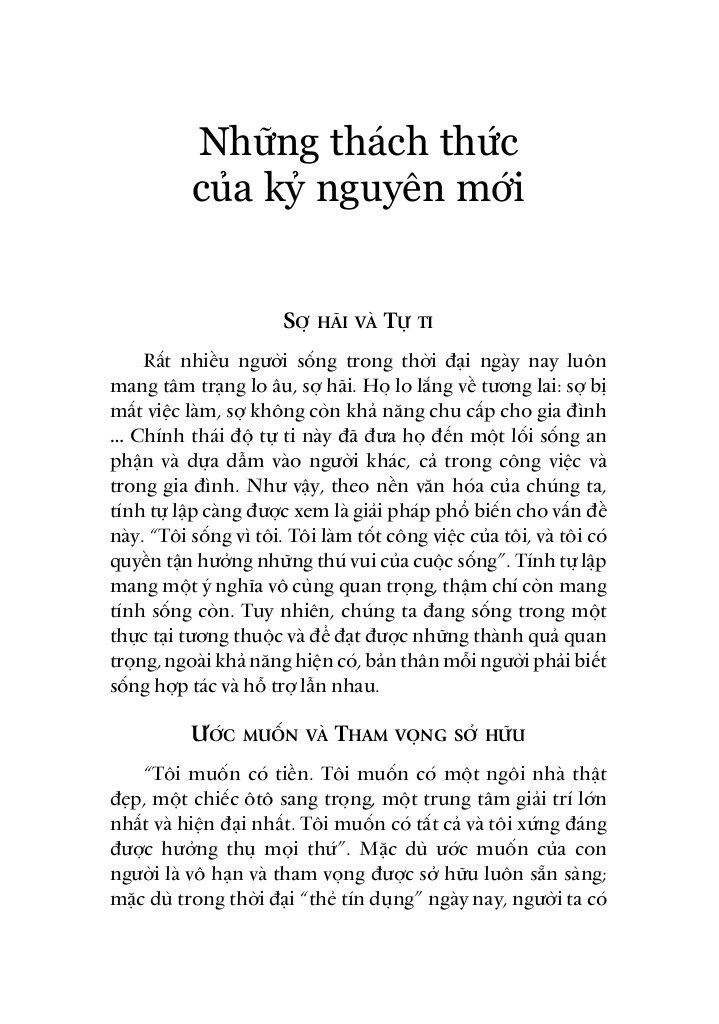 Những thách thức
của kỷ nguyên mới
Sợ hãi và Tự ti
Rất nhiều người sống trong thời đại ngày nay luôn
mang tâm trạng lo âu, sợ hãi. Họ lo lắng về tương lai: sợ bị
mất việc làm, sợ không còn khả năng chu cấp cho gia đình
... Chính thái độ tự ti này đã đưa họ đến một lối sống an
phận và dựa dẫm vào người khác, cả trong công việc và
trong gia đình. Như vậy, theo nền văn hóa của chúng ta,
tính tự lập càng được xem là giải pháp phổ biến cho vấn đề
này. “Tôi sống vì tôi. Tôi làm tốt công việc của tôi, và tôi có
quyền tận hưởng những thú vui của cuộc sống”. Tính tự lập
mang một ý nghĩa vô cùng quan trọng, thậm chí còn mang
tính sống còn. Tuy nhiên, chúng ta đang sống trong một
thực tại tương thuộc và để đạt được những thành quả quan
trọng, ngoài khả năng hiện có, bản thân mỗi người phải biết
sống hợp tác và hỗ trợ lẫn nhau.
Ước muốn và Tham vọng sở hữu
“Tôi muốn có tiền. Tôi muốn có một ngôi nhà thật
đẹp, một chiếc ôtô sang trọng, một trung tâm giải trí lớn
nhất và hiện đại nhất. Tôi muốn có tất cả và tôi xứng đáng
được hưởng thụ mọi thứ”. Mặc dù ước muốn của con
người là vô hạn và tham vọng được sở hữu luôn sẵn sàng;
mặc dù trong thời đại “thẻ tín dụng” ngày nay, người ta có